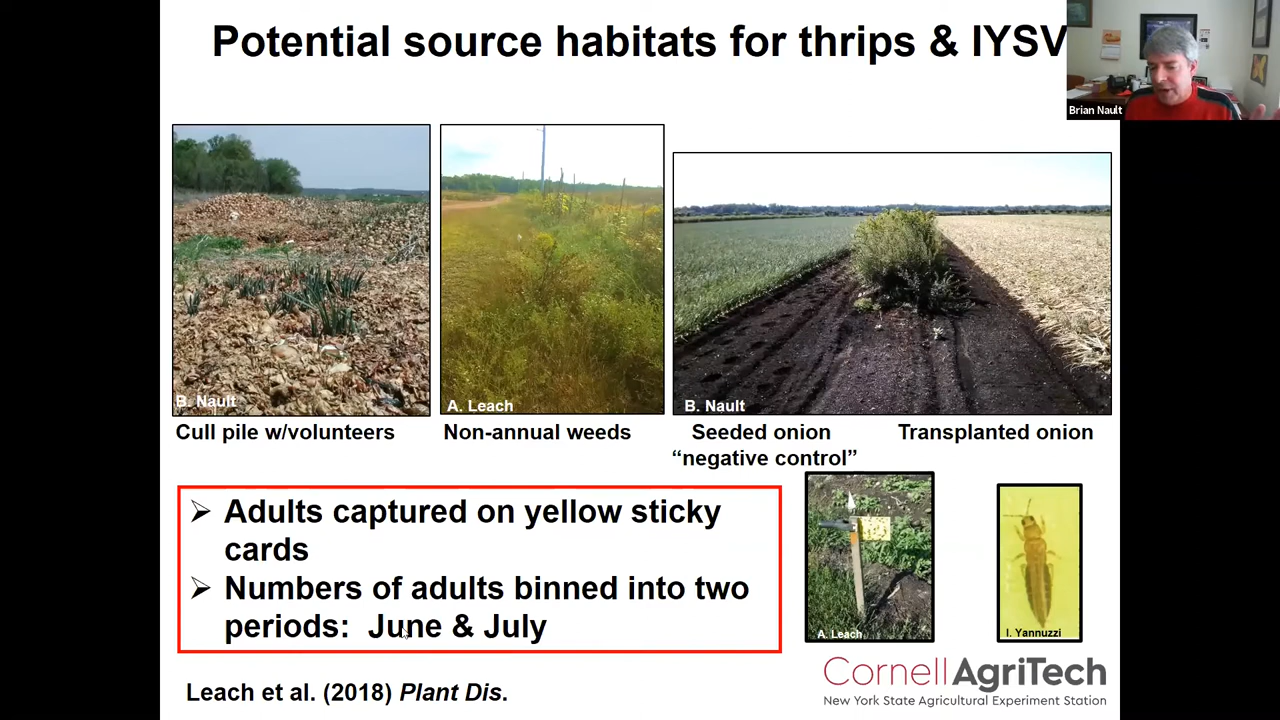 Potential source habitats for thrips & IYSV
Brian Nault
B. Nault
A. Leach
B. Nault
Cull pile w/volunteers
Non-annual weeds
Seeded onion
“negative control”
Transplanted onion
➢ Adults captured on yellow sticky
cards
➢ Numbers of adults binned into two
periods: June & July
A. Leach
I. Yannuzzi
Leach et al. (2018) Plant Dis.
CornellAgriTech
New York State Agricultural Experiment Station